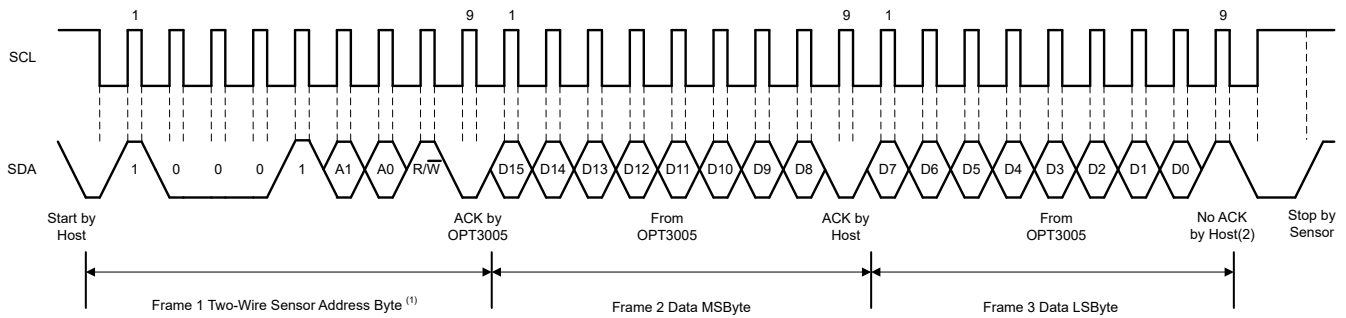 1 9 1 9 1 9
SCL
SDA
1 0 0 0 1 A1 A0 R/W̅ D15 D14 D13 D12 D11 D10 D9 D8 D7 D6 D5 D4 D3 D2 D1 D0
Start by
Host
ACK by
OPT3005
From
OPT3005
ACK by
Host
From
OPT3005
No ACK
by Host(2)
Stop by
Sensor
Frame 1 Two-Wire Sensor Address Byte (1)
Frame 2 Data MSByte
Frame 3 Data LSByte